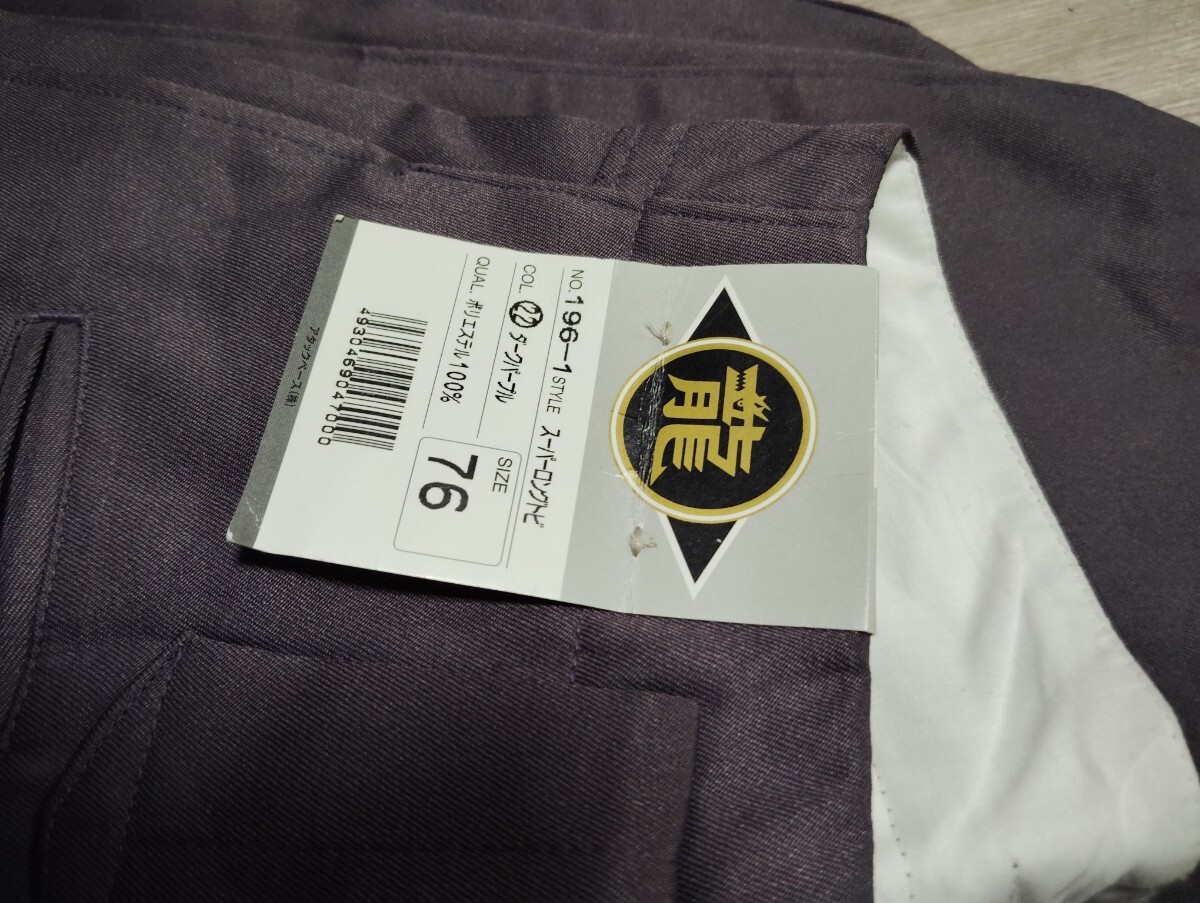 龍
NO. 196-1 STYLE スーパーロングトビ
COL. 22 ダークパープル
QUAL. ポリエステル100%
SIZE
76
4930469041000
アタックベース(株)